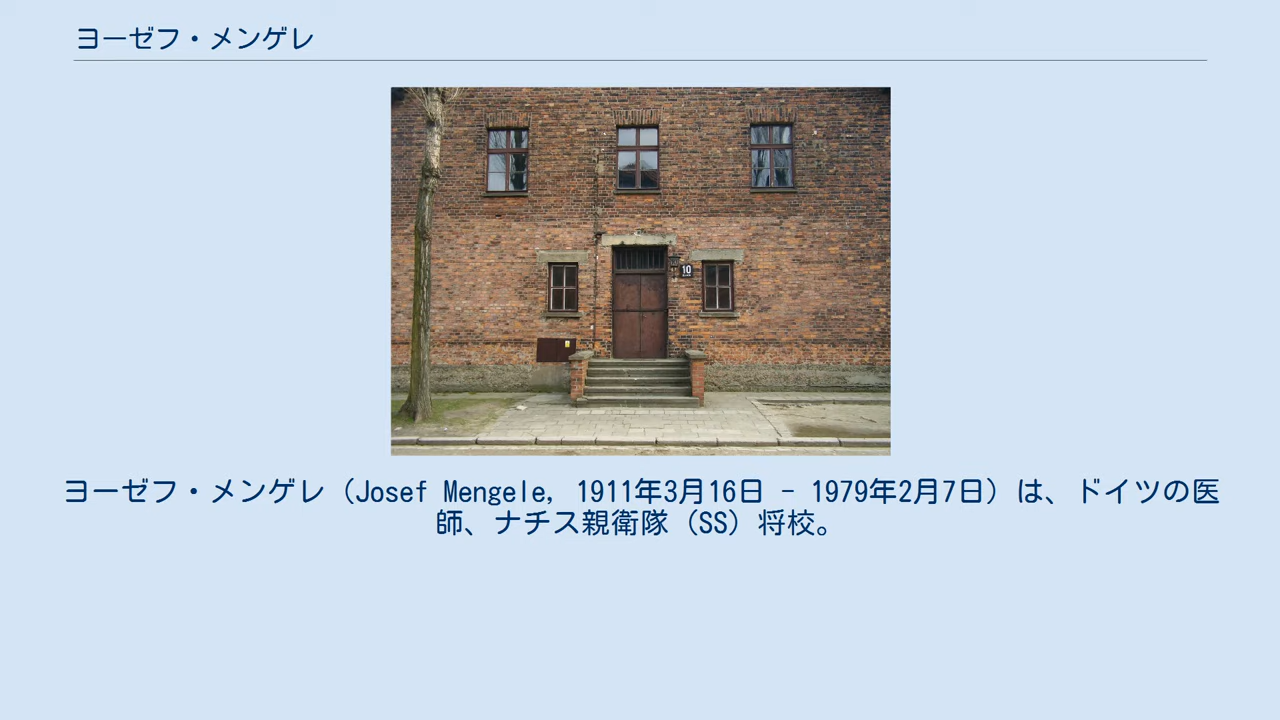 ヨーゼフ・メンゲレ
10
ヨーゼフ・メンゲレ（Josef Mengele, 1911年3月16日 - 1979年2月7日）は、ドイツの医
師、ナチス親衛隊（SS）将校。